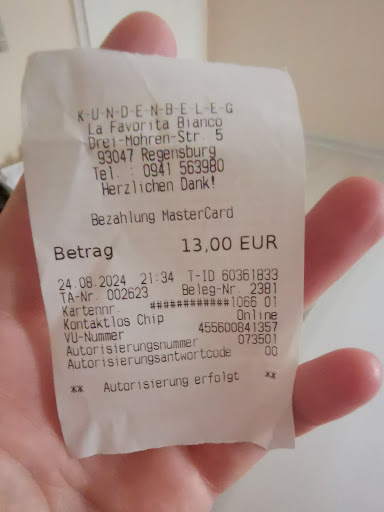 K-U-N-D-E-N-B-E-L-E-G
La Favorita Bianco
Drei-Mohren-Str. 5
93047 Regensburg
Tel.: 0941 563980
Herzlichen Dank!
Bezahlung MasterCard
Betrag 13,00 EUR
24.08.2024 21:34 T-ID 60361833
TA-Nr. 002623 Beleg-Nr. 2381
Kartennr. ############1066 01
Kontaktlos Chip Online
VU-Nummer 455600841357
Autorisierungsnummer 073501
Autorisierungsantwortcode 00
** Autorisierung erfolgt **